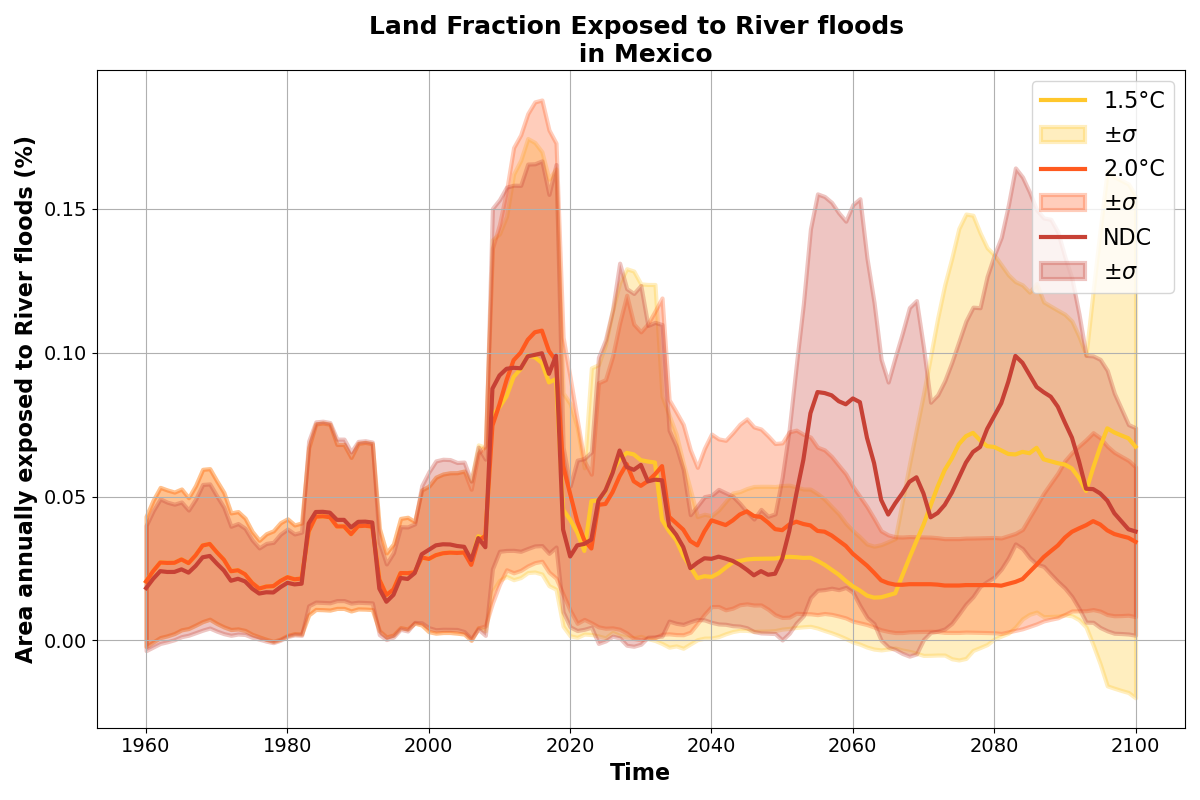 Land Fraction Exposed to River floods
in Mexico
Area annually exposed to River floods (%)
0.15
0.10
0.05
0.00
1960 1980 2000 2020 2040 2060 2080 2100
Time
1.5°C
±σ
2.0°C
±σ
NDC
±σ